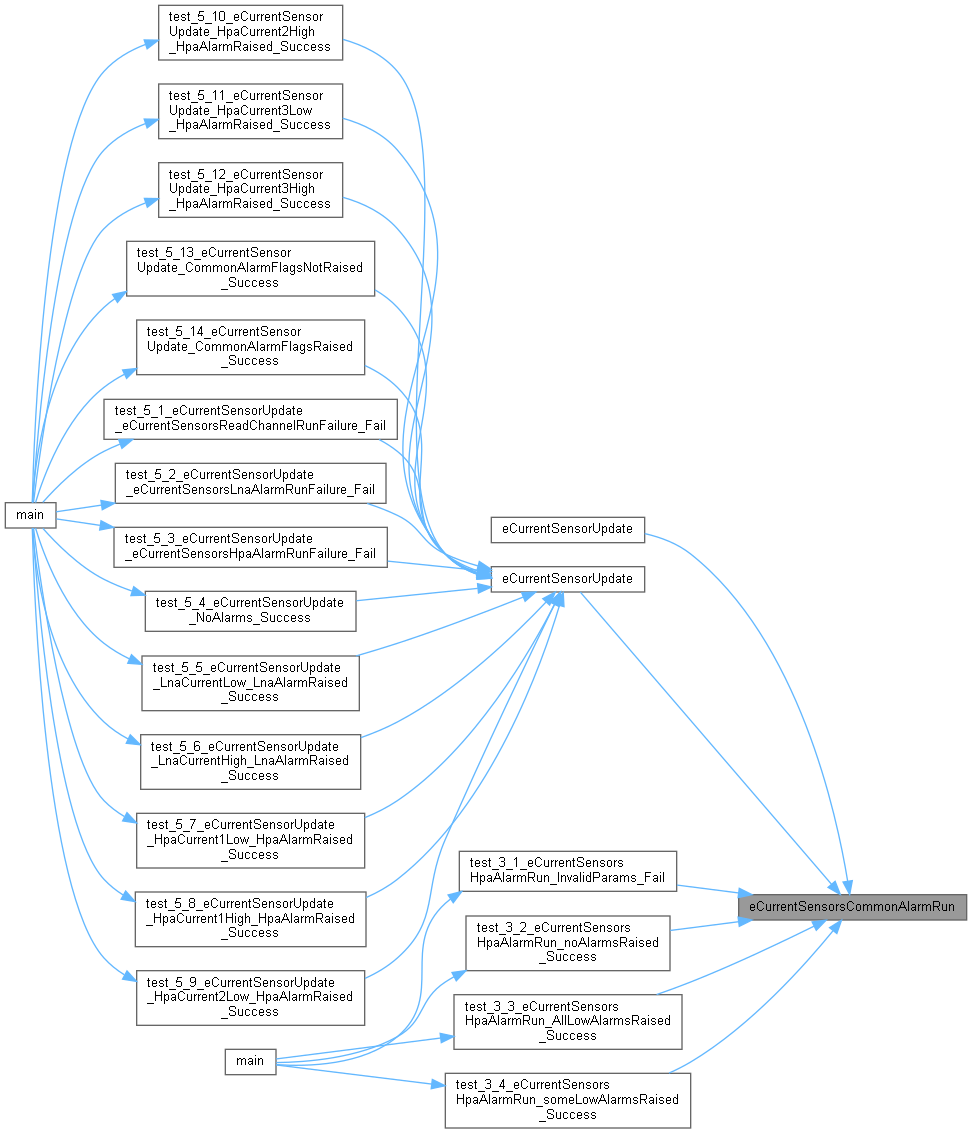 test_5_10_eCurrentSensor
Update_HpaCurrent2High
_HpaAlarmRaised_Success
test_5_11_eCurrentSensor
Update_HpaCurrent3Low
_HpaAlarmRaised_Success
test_5_12_eCurrentSensor
Update_HpaCurrent3High
_HpaAlarmRaised_Success
test_5_13_eCurrentSensor
Update_CommonAlarmFlagsNotRaised
_Success
test_5_14_eCurrentSensor
Update_CommonAlarmFlagsRaised
_Success
test_5_1_eCurrentSensorUpdate
_eCurrentSensorsReadChannelRunFailure_Fail
test_5_2_eCurrentSensorUpdate
_eCurrentSensorsLnaAlarmRunFailure_Fail
main
test_5_3_eCurrentSensorUpdate
_eCurrentSensorsHpaAlarmRunFailure_Fail
eCurrentSensorUpdate
eCurrentSensorUpdate
test_5_4_eCurrentSensorUpdate
_NoAlarms_Success
test_5_5_eCurrentSensorUpdate
_LnaCurrentLow_LnaAlarmRaised
_Success
test_5_6_eCurrentSensorUpdate
_LnaCurrentHigh_LnaAlarmRaised
_Success
test_5_7_eCurrentSensorUpdate
_HpaCurrent1Low_HpaAlarmRaised
_Success
test_5_8_eCurrentSensorUpdate
_HpaCurrent1High_HpaAlarmRaised
_Success
test_5_9_eCurrentSensorUpdate
_HpaCurrent2Low_HpaAlarmRaised
_Success
test_3_1_eCurrentSensors
HpaAlarmRun_InvalidParams_Fail
eCurrentSensorsCommonAlarmRun
test_3_2_eCurrentSensors
HpaAlarmRun_noAlarmsRaised
_Success
test_3_3_eCurrentSensors
HpaAlarmRun_AllLowAlarmsRaised
_Success
main
test_3_4_eCurrentSensors
HpaAlarmRun_someLowAlarmsRaised
_Success